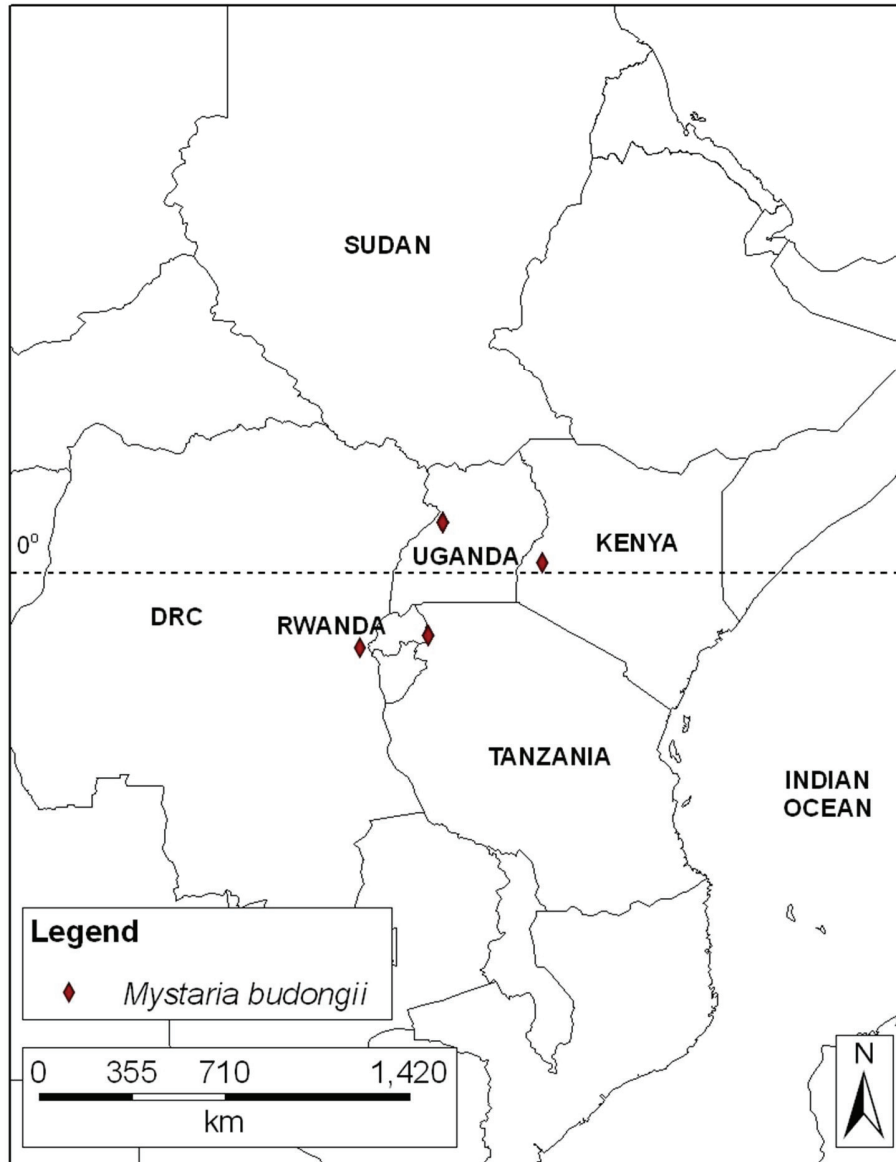 SUDAN
0°
UGANDA
KENYA
DRC
RWANDA
TANZANIA
INDIAN
OCEAN
Legend
Mystaria budongii
0 355 710 1,420
km
N